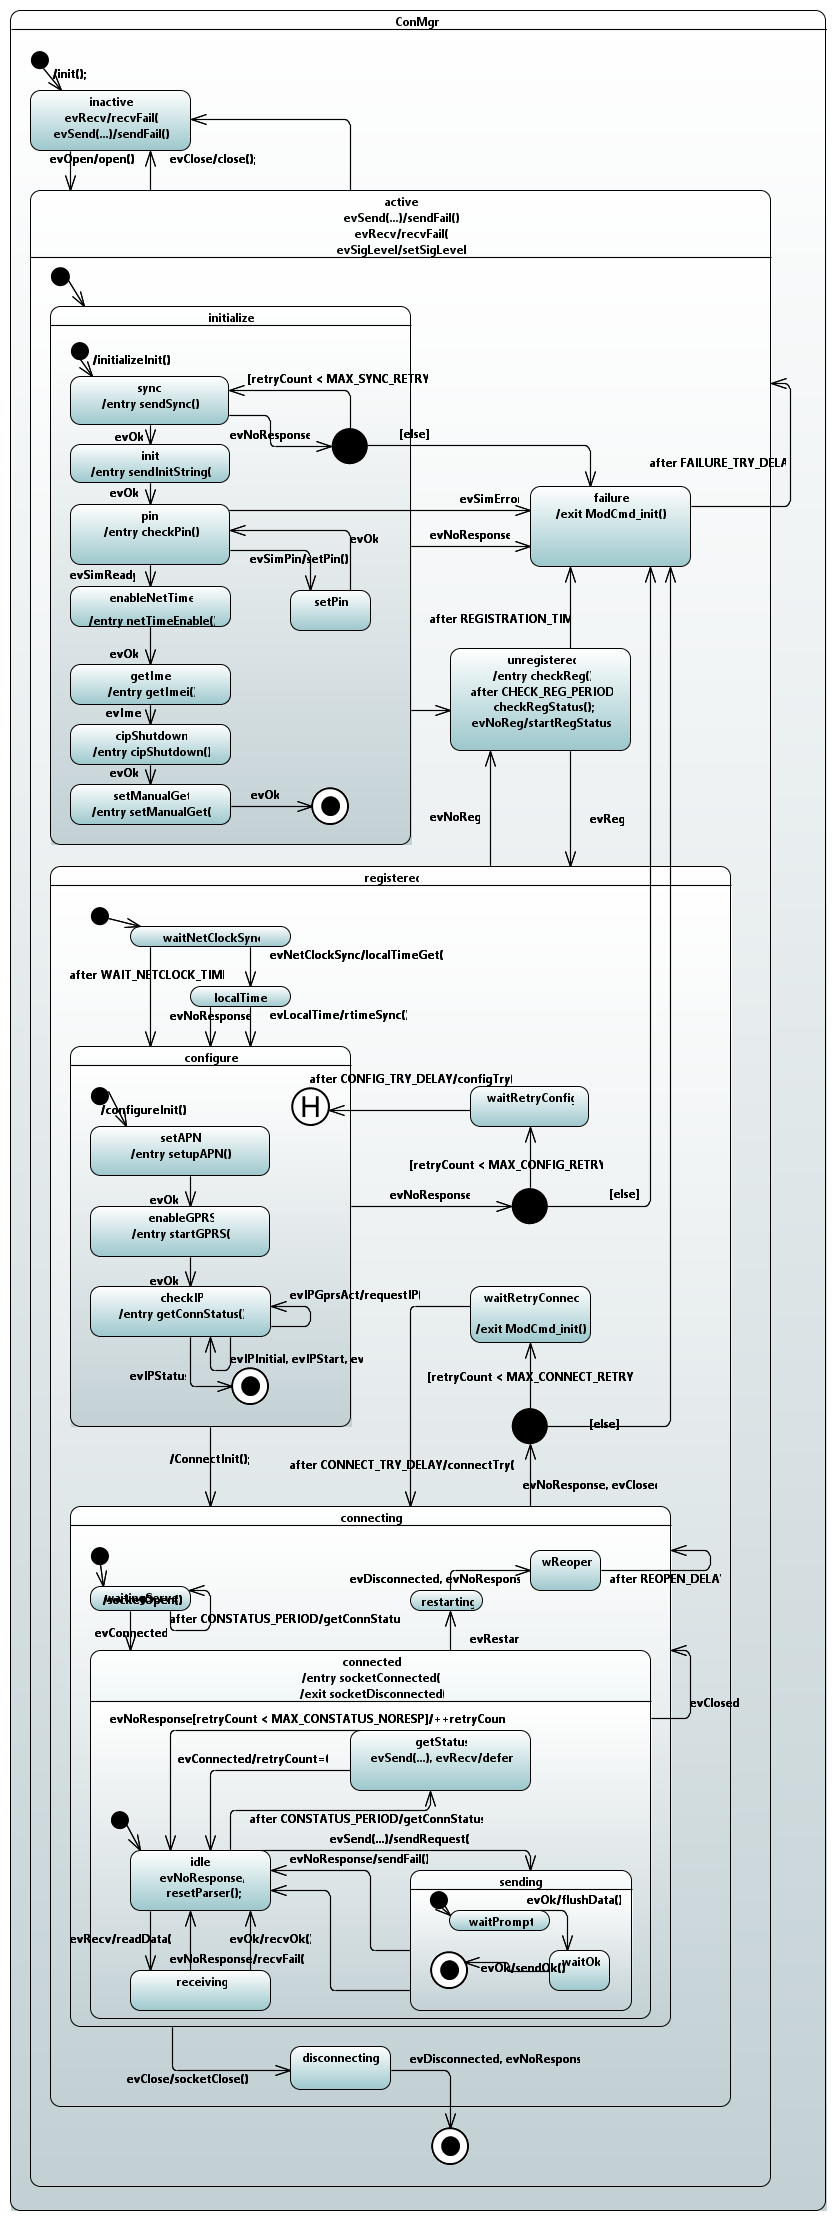 ConMgr
/init();
inactive
evRecv/recvFail(
evSend(...)/sendFail()
evOpen/open()
evClose/close();
active
evSend(...)/sendFail()
evRecv/recvFail(
evSigLevel/setSigLevel
initialize
/initializeInit()
sync
/entry sendSync()
[retryCount < MAX_SYNC_RETRY
evNoResponse
[else]
evOk
init
/entry sendInitString(
evOk
after FAILURE_TRY_DELA
failure
/exit ModCmd_init()
evSimErro
pin
/entry checkPin()
evOk
evNoResponse
evSimPin/setPin()
evSimReady
setPin
enableNetTime
/entry netTimeEnable()
after REGISTRATION_TIM
evOk
getIme
/entry getImei()
unregistered
/entry checkReg(
after CHECK_REG_PERIOD
checkRegStatus();
evNoReg/startRegStatus
evIme
cipShutdown
/entry cipShutdown()
evOk
setManualGet
/entry setManualGet(
evOk
evNoReg
evReg
registered
waitNetClockSync
evNetClockSync/localTimeGet(
after WAIT_NETCLOCK_TIM
localTime
evNoResponse
evLocalTime/rtimeSync()
configure
after CONFIG_TRY_DELAY/configTry(
H
waitRetryConfig
/configureInit()
setAPN
/entry setupAPN()
[retryCount < MAX_CONFIG_RETRY
evNoResponse
[else]
evOk
enableGPRS
/entry startGPRS(
evOk
checkIP
/entry getConnStatus()
evIPGprsAct/requestIP(
waitRetryConnec
/exit ModCmd_init()
evIPInitial, evIPStart, ev
evIPStatus
[retryCount < MAX_CONNECT_RETRY
[else]
/ConnectInit();
after CONNECT_TRY_DELAY/connectTry(
evNoResponse, evClosed
connecting
wReopen
evDisconnected, evNoRespons
after REOPEN_DELAY
/socketOpen()
restarting
after CONSTATUS_PERIOD/getConnStatu
evConnected
evRestar
connected
/entry socketConnected(
/exit socketDisconnected(
evClosed
evNoResponse[retryCount < MAX_CONSTATUS_NORESP]/++retryCoun
getStatus
evSend(...), evRecv/defer
evConnected/retryCount=0
after CONSTATUS_PERIOD/getConnStatus
evSend(...)/sendRequest(
idle
evNoResponse/
resetParser();
evNoResponse/sendFail()
sending
evOk/flushData()
waitPrompt
evRecv/readData(
evOk/recvOk()
evNoResponse/recvFail(
evOk/sendOk()
waitOk
receiving
disconnecting
evDisconnected, evNoRespons
evClose/socketClose()